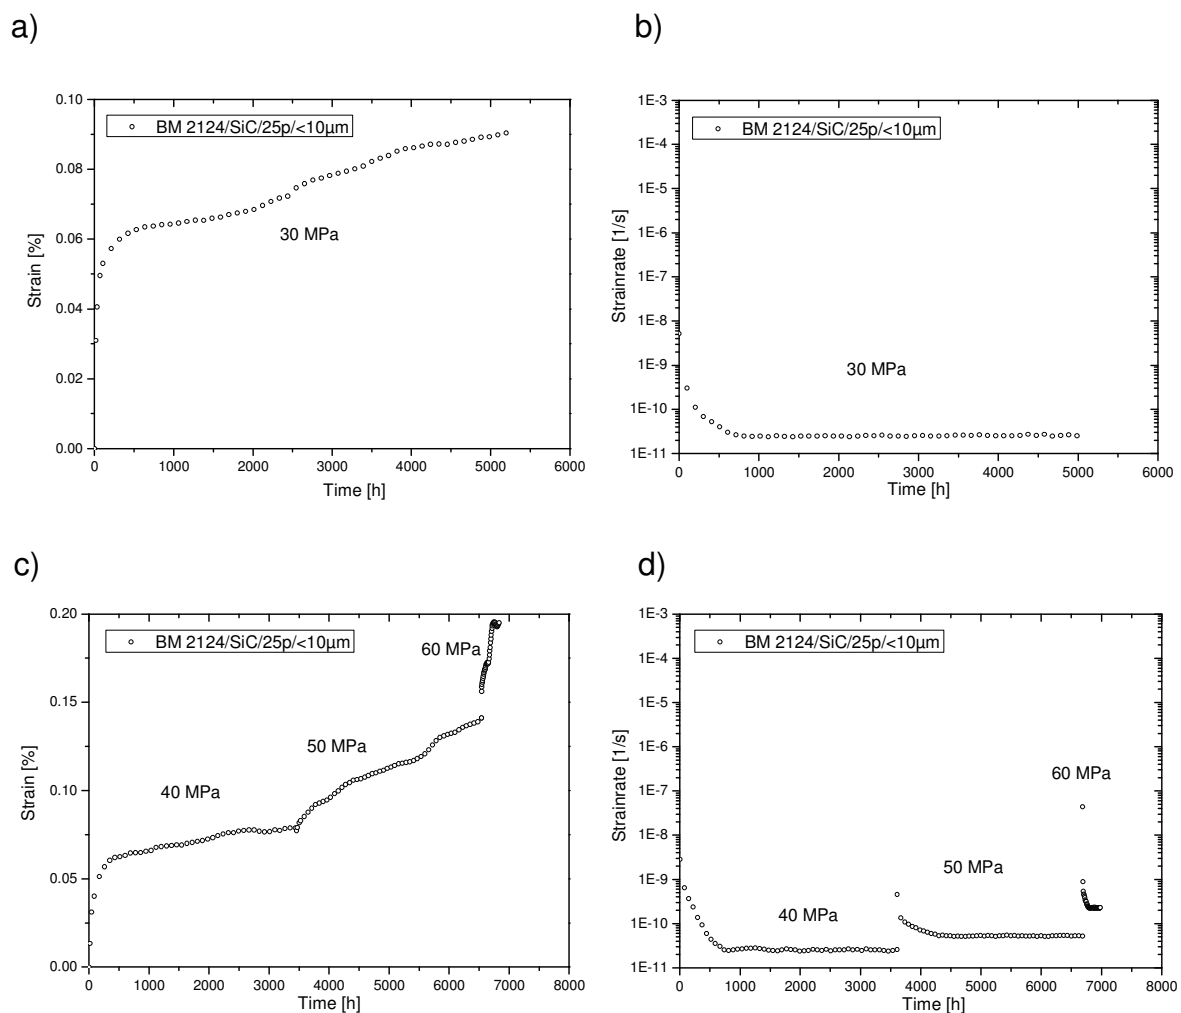 a)
b)
BM 2124/SiC/25p/<10µm
30 MPa
Strain [%]
0.10
0.08
0.06
0.04
0.02
0.00
0 1000 2000 3000 4000 5000 6000
Time [h]
BM 2124/SiC/25p/<10µm
30 MPa
Strainrate [1/s]
1E-3
1E-4
1E-5
1E-6
1E-7
1E-8
1E-9
1E-10
1E-11
0 1000 2000 3000 4000 5000 6000
Time [h]
c)
d)
BM 2124/SiC/25p/<10µm
60 MPa
50 MPa
40 MPa
Strain [%]
0.20
0.15
0.10
0.05
0.00
0 1000 2000 3000 4000 5000 6000 7000 8000
Time [h]
BM 2124/SiC/25p/<10µm
60 MPa
50 MPa
40 MPa
Strainrate [1/s]
1E-3
1E-4
1E-5
1E-6
1E-7
1E-8
1E-9
1E-10
1E-11
0 1000 2000 3000 4000 5000 6000 7000 8000
Time [h]